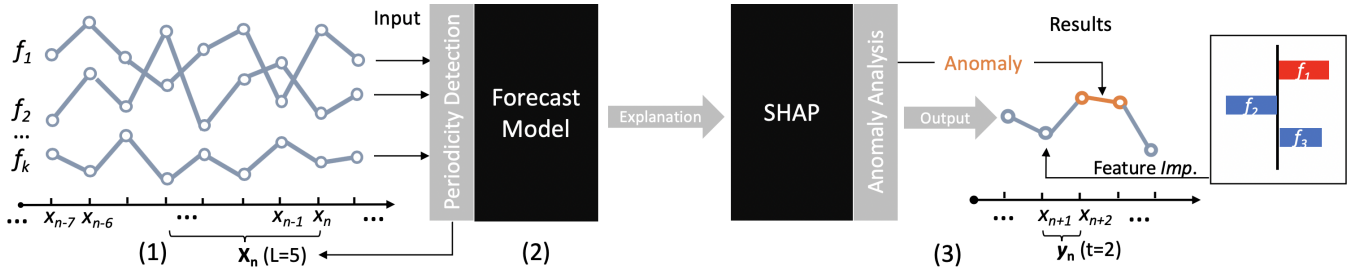 Input
f1
f2
...
fk
... xn-7 xn-6 ... xn-1 xn ...
(1)
Xn (L=5)
Periodicity Detection
Forecast
Model
(2)
Explanation
SHAP
Anomaly Analysis
Output
Results
Anomaly
Feature Imp.
... xn+1 xn+2 ...
(3)
yn (t=2)
f1
f2
f3